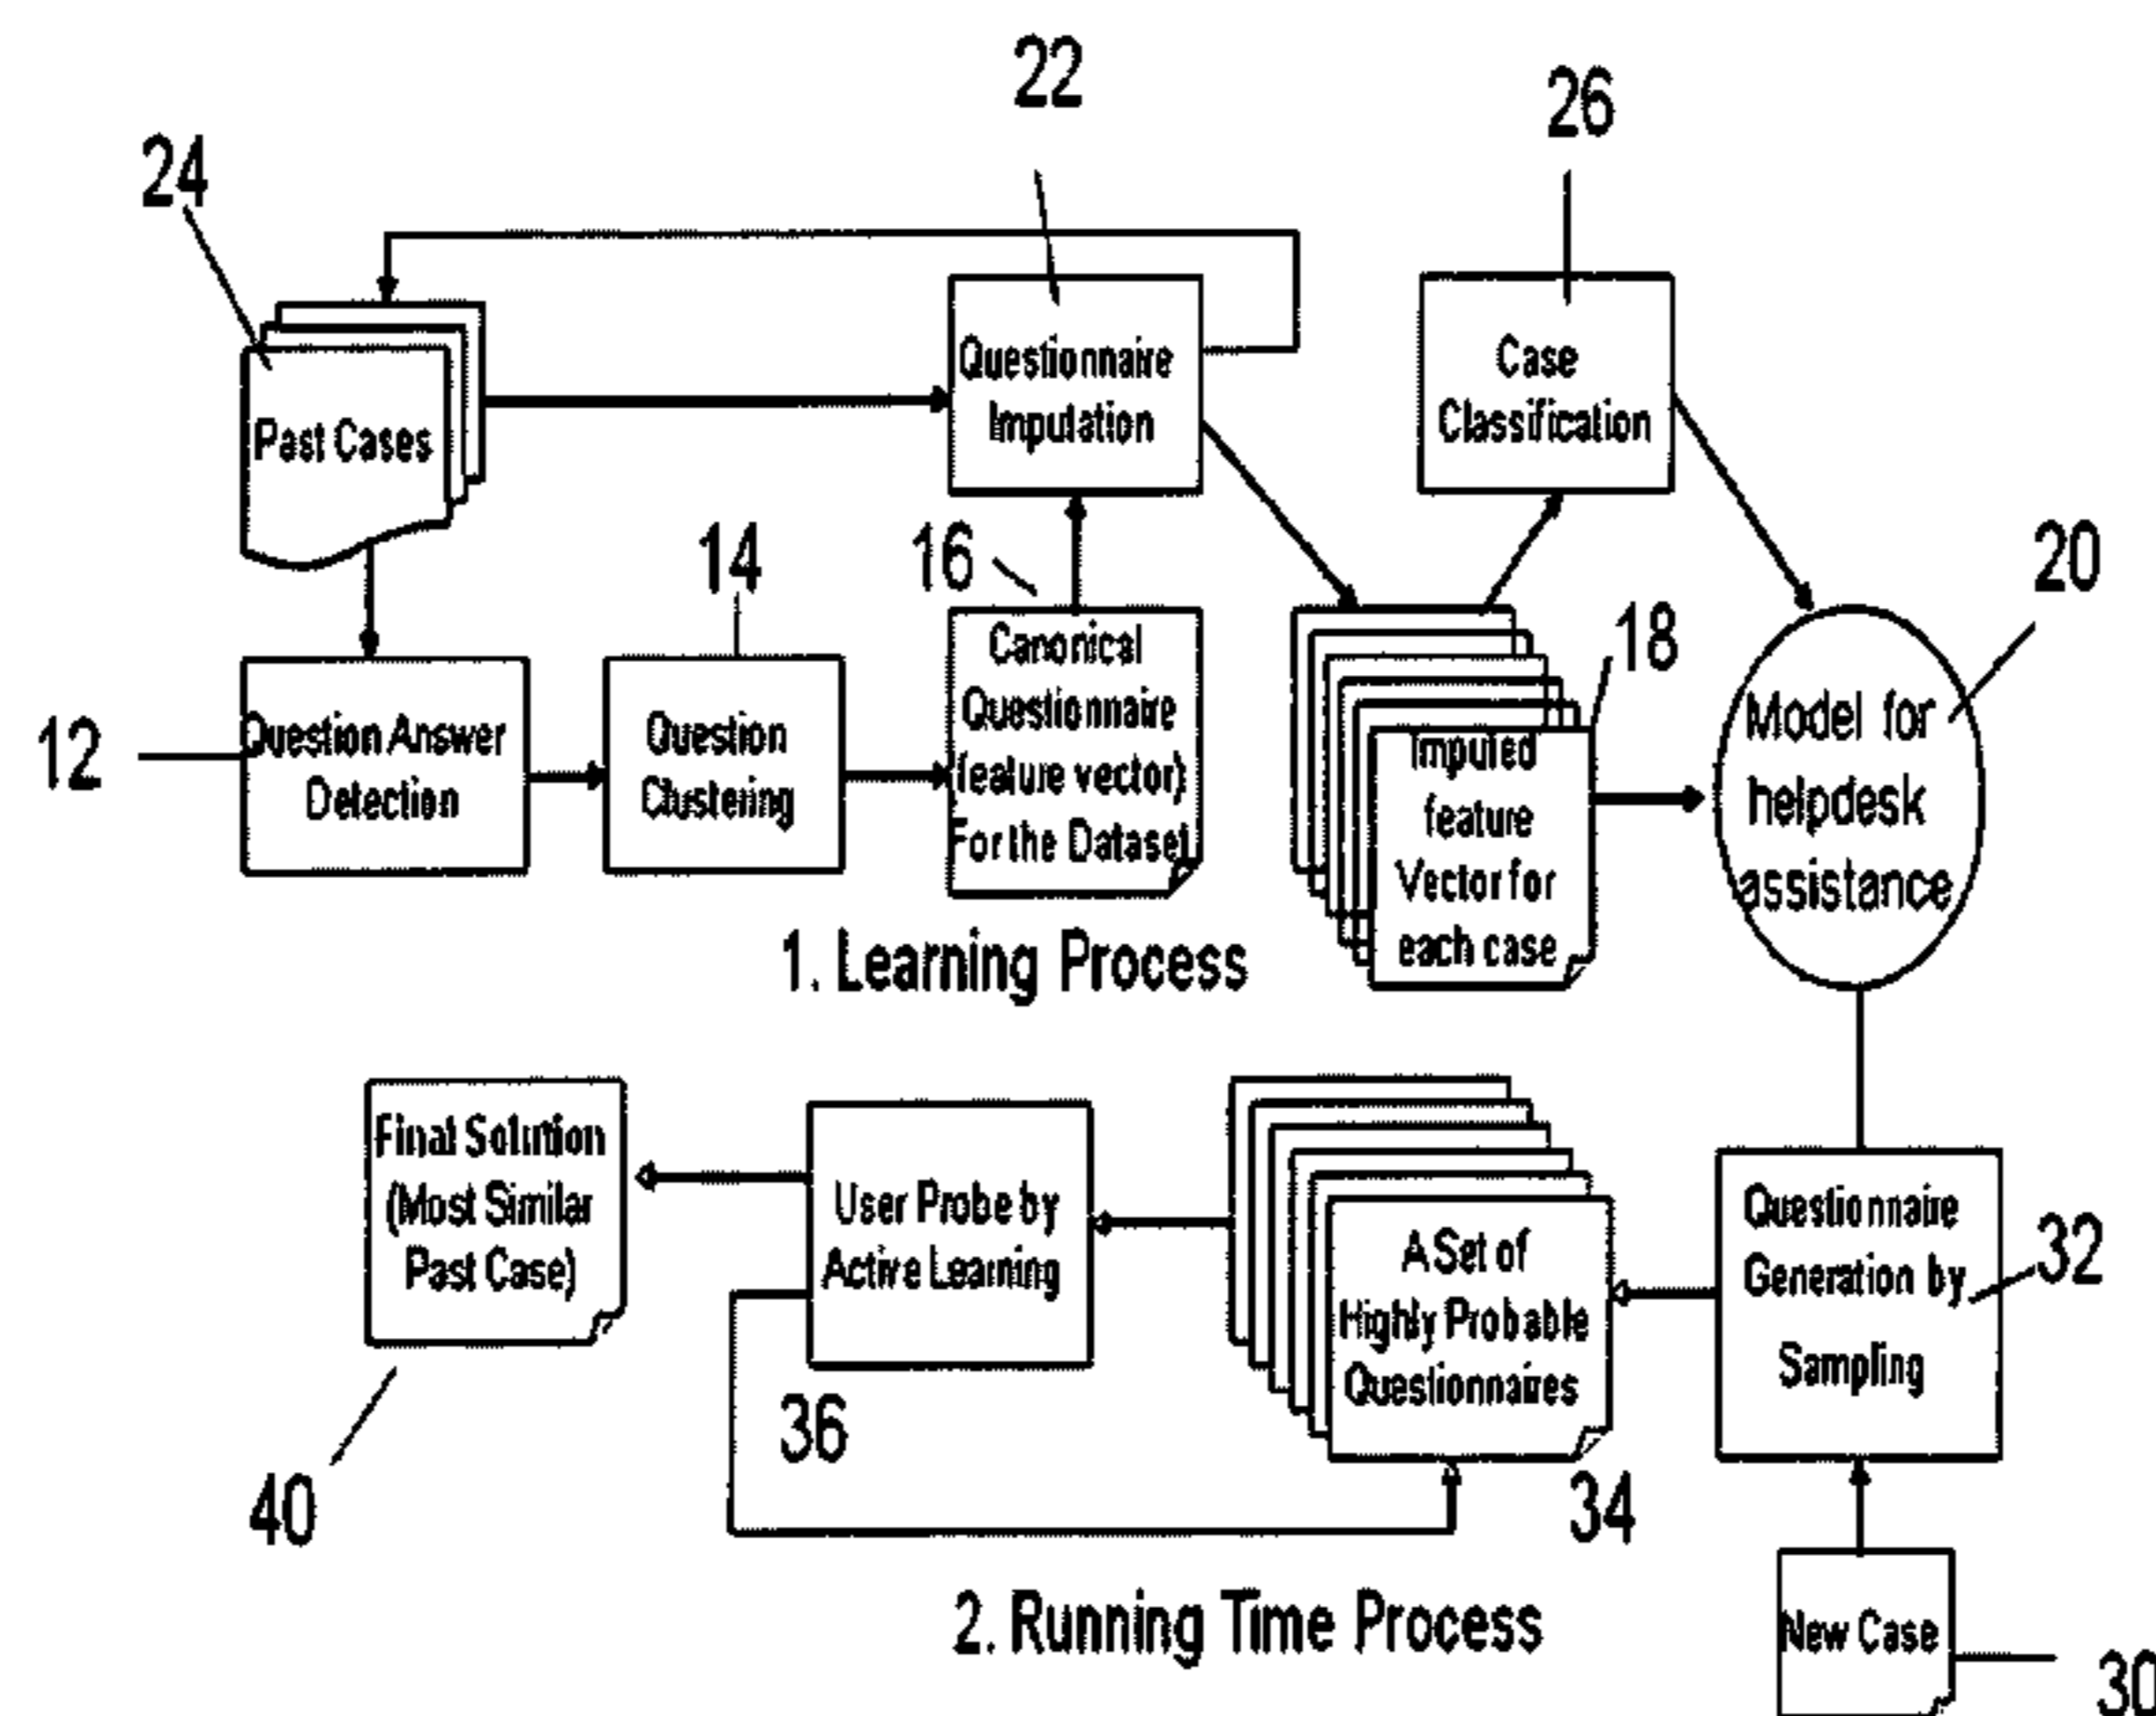 22
26
24
Questionnaire
Imputation
Case
Classification
Past Cases
14
16
20
Canonical
Questionnaire
(feature vector)
For the Dataset
18
12
Question Answer
Detection
Question
Clustering
Imputed
feature
Vector for
each case
Model for
helpdesk
assistance
1. Learning Process
Final Solution
(Most Similar
Past Case)
User Probe by
Active Learning
A Set of
Highly Probable
Questionnaires
Questionnaire
Generation by
Sampling
32
36
40
34
2. Running Time Process
New Case
30